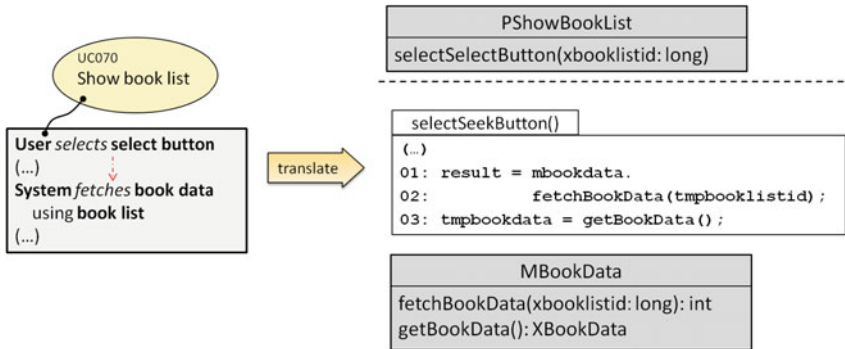 UC070
Show book list
User selects select button
(...)
System fetches book data
using book list
(...)
translate
PShowBookList
selectSelectButton(xbooklistid: long)
selectSeekButton()
(…)
01: result = mbookdata.
02: fetchBookData(tmpbooklistid);
03: tmpbookdata = getBookData();
MBookData
fetchBookData(xbooklistid: long): int
getBookData(): XBookData